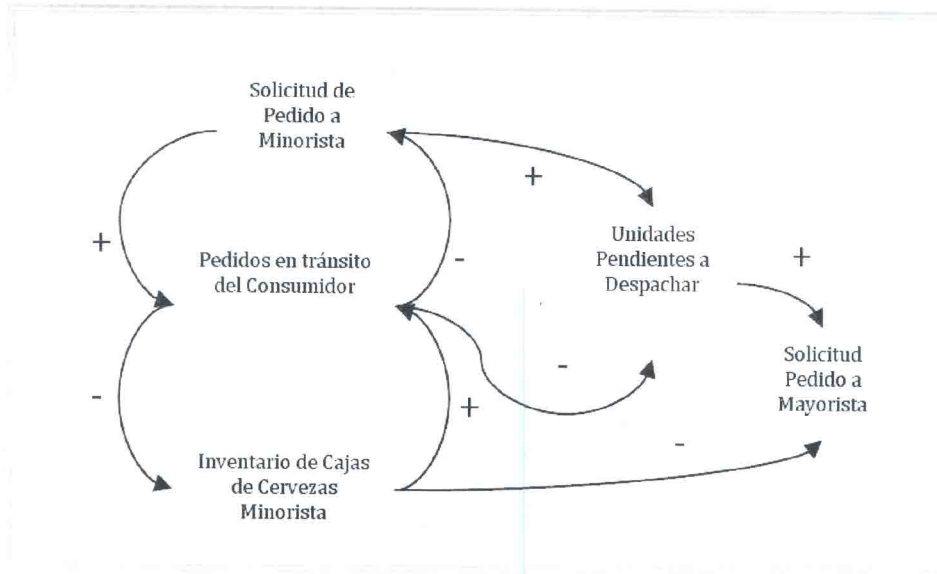 Solicitud de
Pedido a
Minorista
+
Unidades
Pendientes a
Despachar
+
+
Pedidos en tránsito
del Consumidor
-
Solicitud
Pedido a
Mayorista
-
-
+
-
Inventario de Cajas
de Cervezas
Minorista